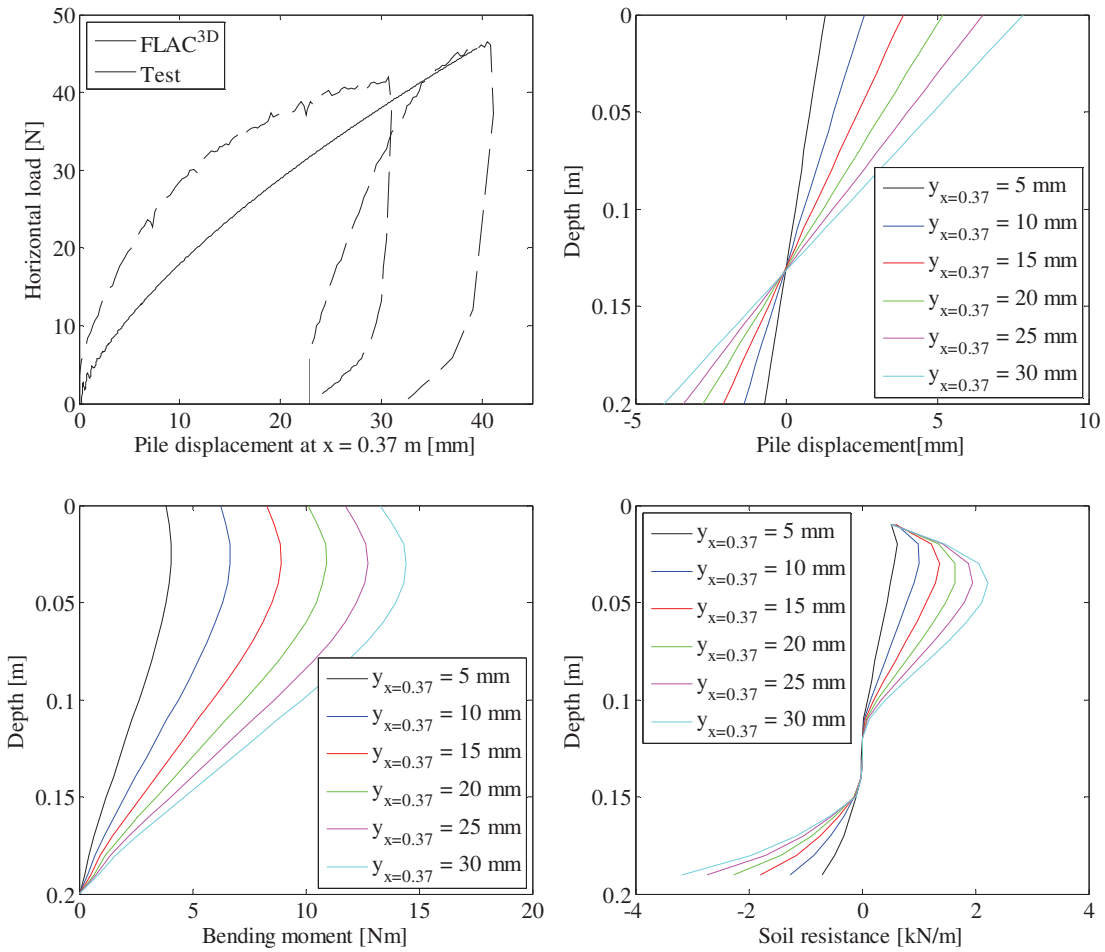 50
40
30
20
10
0
Horizontal load [N]
FLAC3D
Test
0 10 20 30 40
Pile displacement at x = 0.37 m [mm]
0
0.05
0.1
0.15
0.2
Depth [m]
yx=0.37 = 5 mm
yx=0.37 = 10 mm
yx=0.37 = 15 mm
yx=0.37 = 20 mm
yx=0.37 = 25 mm
yx=0.37 = 30 mm
-5 0 5 10
Pile displacement[mm]
0
0.05
0.1
0.15
0.2
Depth [m]
yx=0.37 = 5 mm
yx=0.37 = 10 mm
yx=0.37 = 15 mm
yx=0.37 = 20 mm
yx=0.37 = 25 mm
yx=0.37 = 30 mm
0 5 10 15 20
Bending moment [Nm]
0
0.05
0.1
0.15
0.2
Depth [m]
yx=0.37 = 5 mm
yx=0.37 = 10 mm
yx=0.37 = 15 mm
yx=0.37 = 20 mm
yx=0.37 = 25 mm
yx=0.37 = 30 mm
-4 -2 0 2 4
Soil resistance [kN/m]